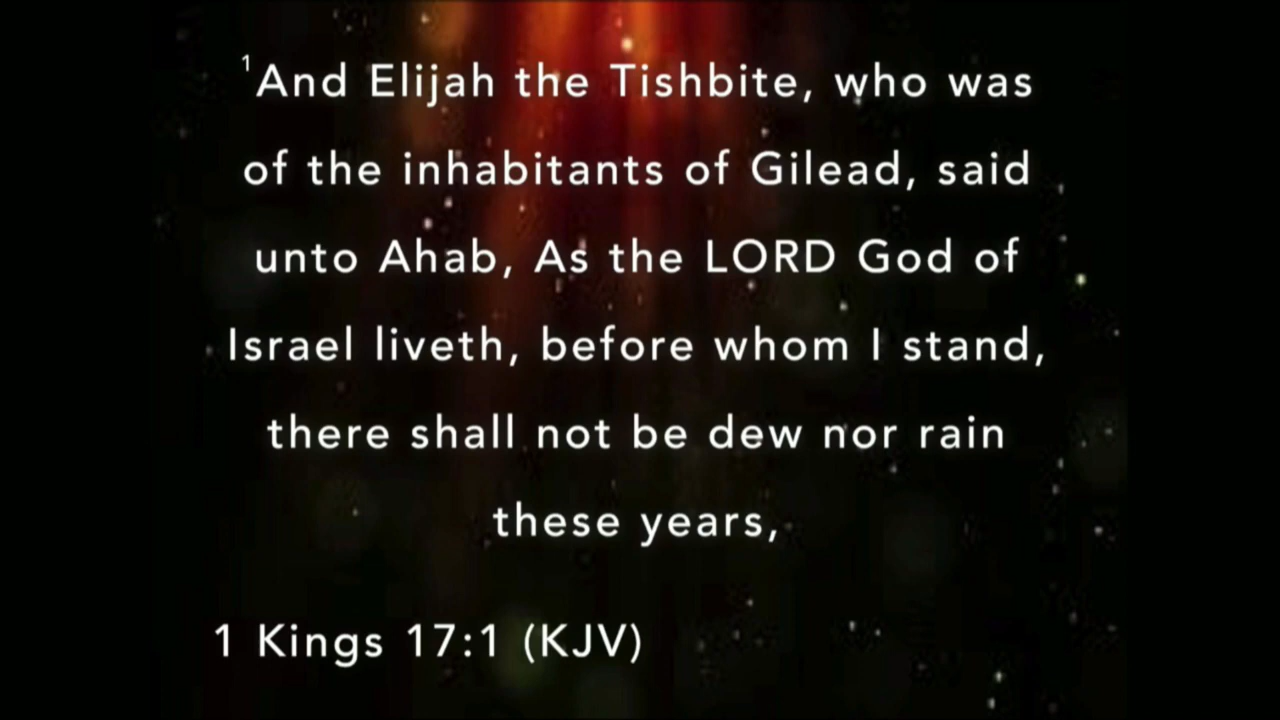 ¹And Elijah the Tishbite, who was
of the inhabitants of Gilead, said
unto Ahab, As the LORD God of
Israel liveth, before whom I stand,
there shall not be dew nor rain
these years,
1 Kings 17:1 (KJV)